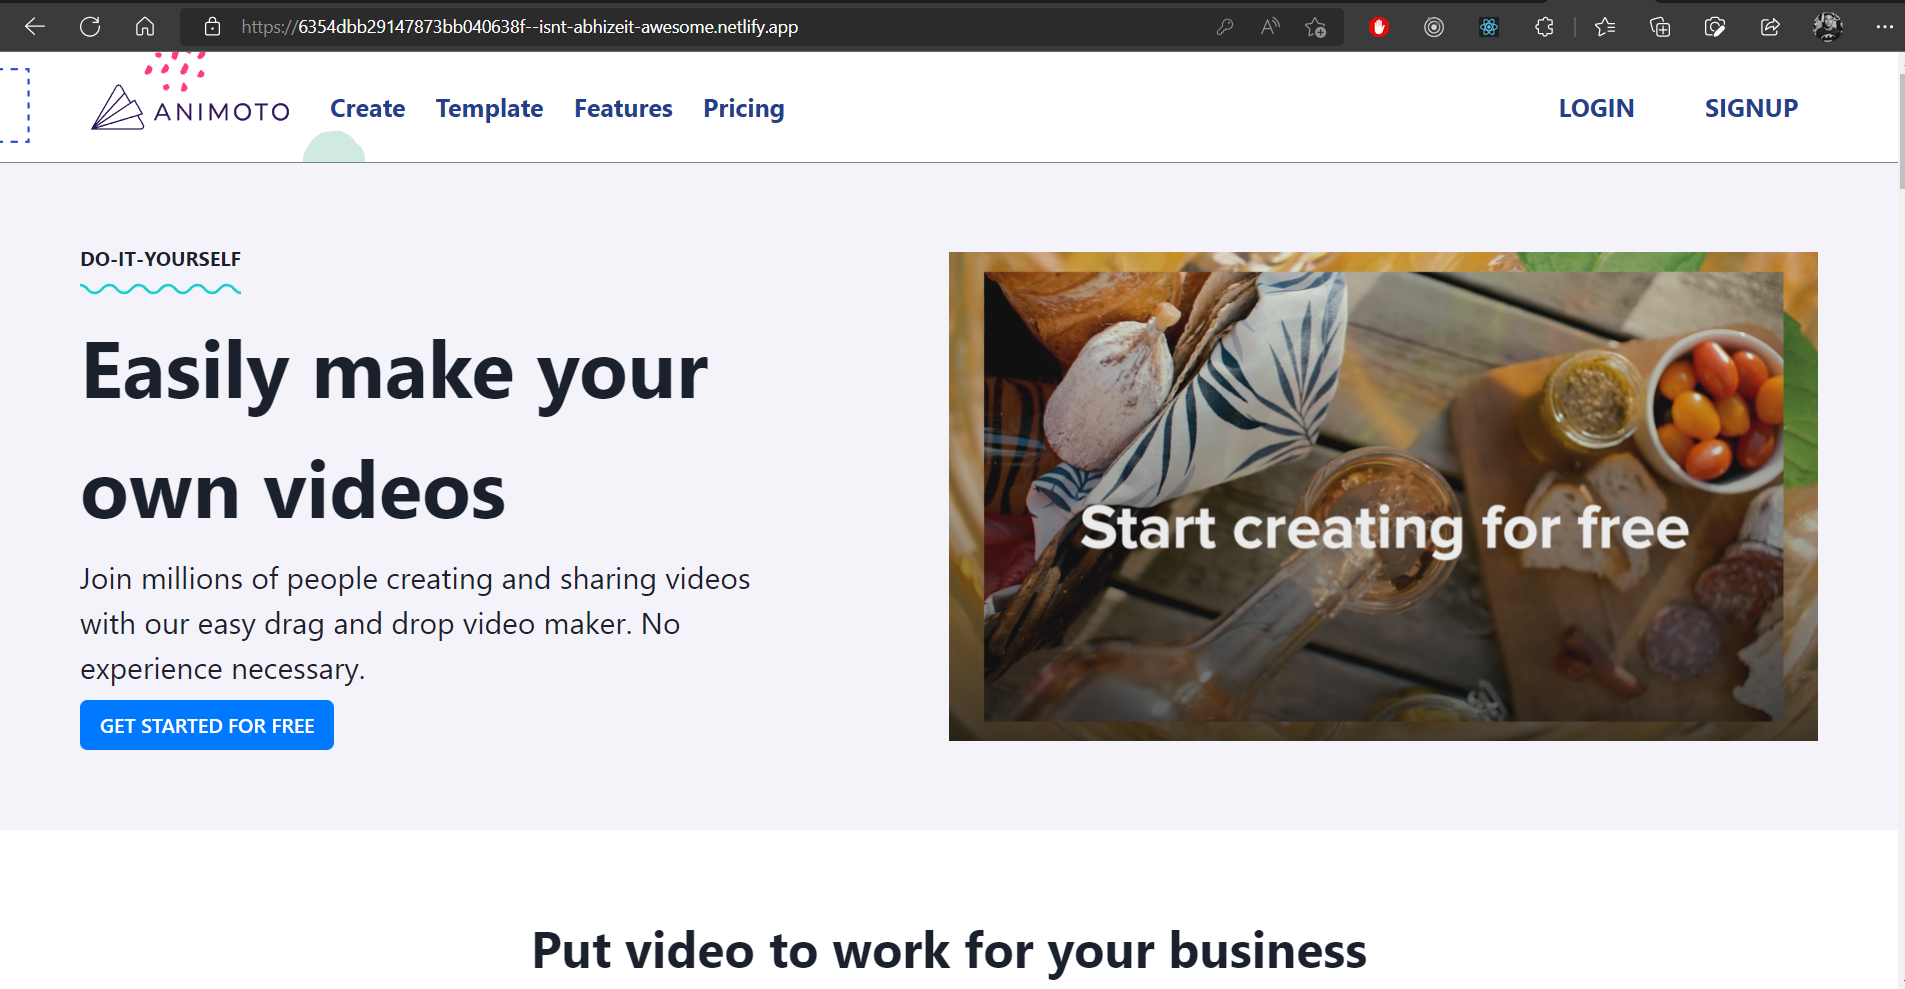 https://6354dbb29147873bb040638f--isnt-abhizeit-awesome.netlify.app
ANIMOTO Create Template Features Pricing LOGIN SIGNUP
DO-IT-YOURSELF
Easily make your
own videos
Join millions of people creating and sharing videos
with our easy drag and drop video maker. No
experience necessary.
GET STARTED FOR FREE
Start creating for free
Put video to work for your business